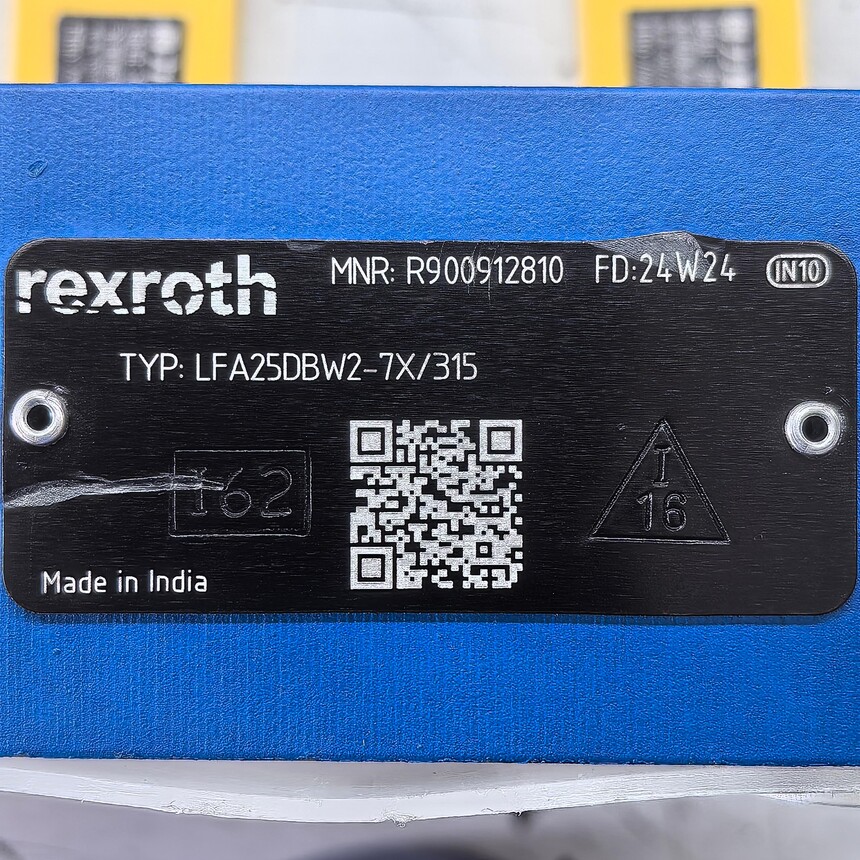 rexroth
MNR: R900912810 FD:24W24 IN10
TYP: LFA25DBW2-7X/315
I62
I
16
Made in India